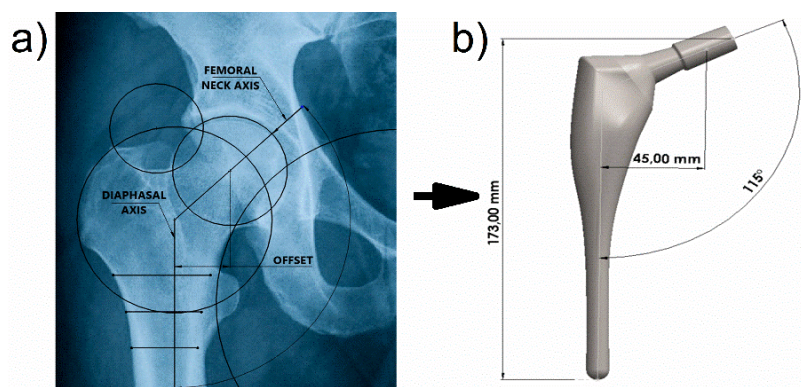 a)
FEMORAL
NECK AXIS
DIAPHASAL
AXIS
OFFSET
b)
173,00 mm
45,00 mm
115°